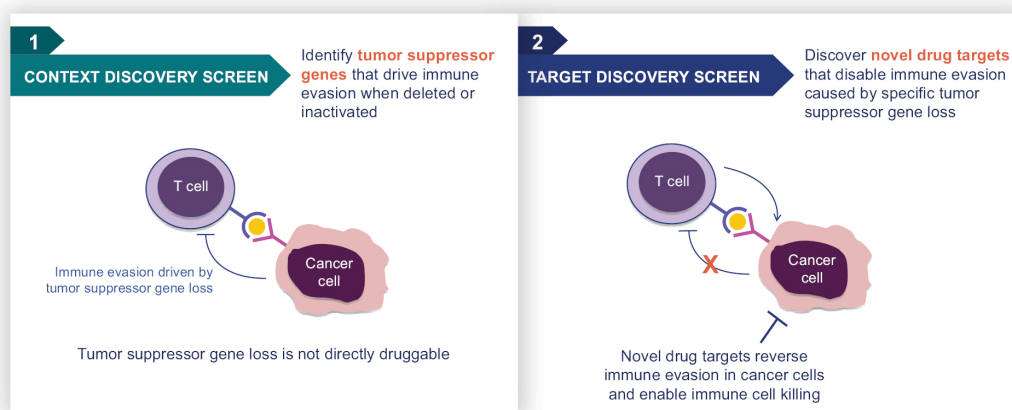 1
CONTEXT DISCOVERY SCREEN
Identify tumor suppressor
genes that drive immune
evasion when deleted or
inactivated
T cell
Cancer
cell
Immune evasion driven by
tumor suppressor gene loss
Tumor suppressor gene loss is not directly druggable
2
TARGET DISCOVERY SCREEN
Discover novel drug targets
that disable immune evasion
caused by specific tumor
suppressor gene loss
T cell
X
Cancer
cell
Novel drug targets reverse
immune evasion in cancer cells
and enable immune cell killing